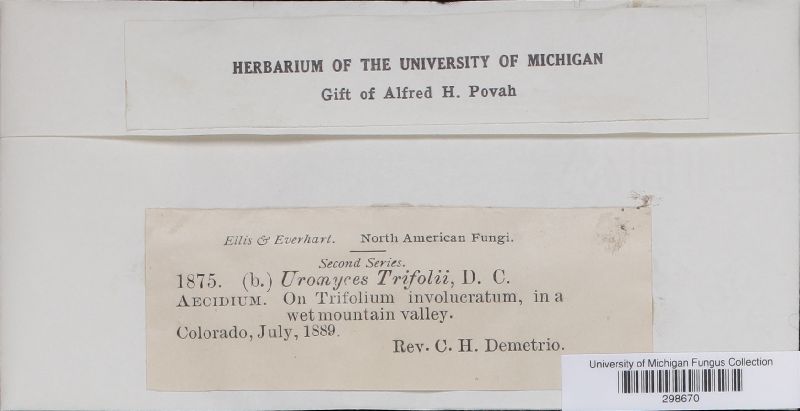 HERBARIUM OF THE UNIVERSITY OF MICHIGAN
Gift of Alfred H. Povah
Ellis & Everhart. North American Fungi.
Second Series.
1875. (b.) Uromyces Trifolii, D. C.
AECIDIUM. On Trifolium involucratum, in a
wet mountain valley.
Colorado, July, 1889.
Rev. C. H. Demetrio.
University of Michigan Fungus Collection
298670